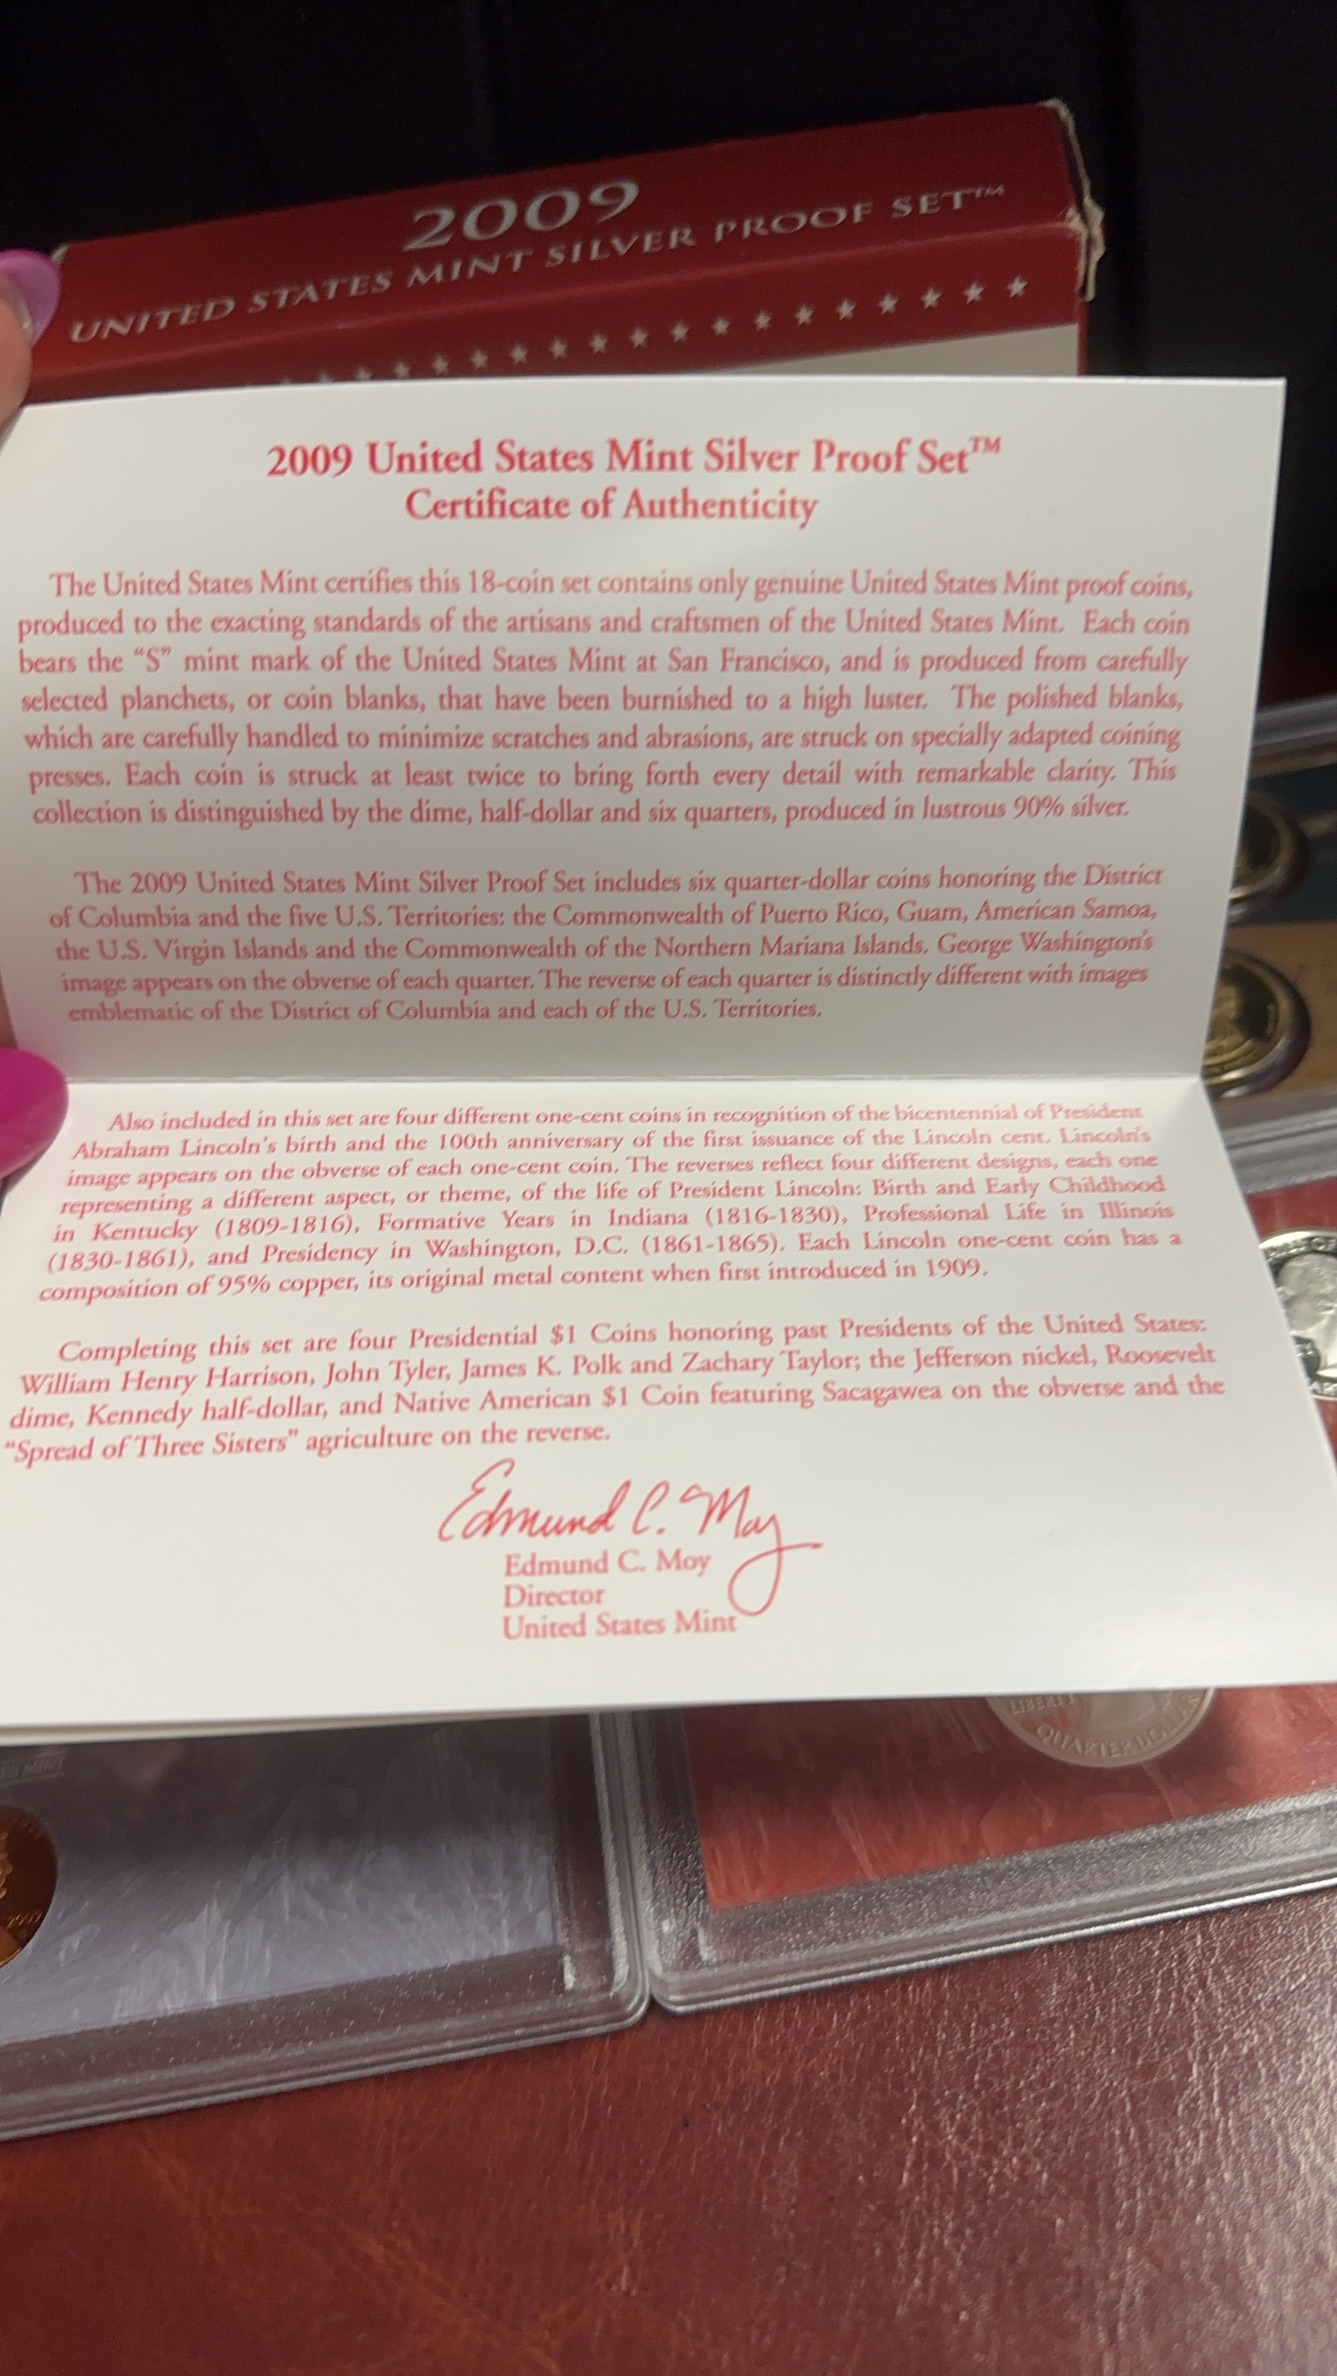 2009
UNITED STATES MINT SILVER PROOF SET™
2009 United States Mint Silver Proof Set™
Certificate of Authenticity
The United States Mint certifies this 18-coin set contains only genuine United States Mint proof coins,
produced to the exacting standards of the artisans and craftsmen of the United States Mint. Each coin
bears the “S” mint mark of the United States Mint at San Francisco, and is produced from carefully
selected planchets, or coin blanks, that have been burnished to a high luster. The polished blanks,
which are carefully handled to minimize scratches and abrasions, are struck on specially adapted coining
presses. Each coin is struck at least twice to bring forth every detail with remarkable clarity. This
collection is distinguished by the dime, half-dollar and six quarters, produced in lustrous 90% silver.
The 2009 United States Mint Silver Proof Set includes six quarter-dollar coins honoring the District
of Columbia and the five U.S. Territories: the Commonwealth of Puerto Rico, Guam, American Samoa,
the U.S. Virgin Islands and the Commonwealth of the Northern Mariana Islands. George Washington’s
image appears on the obverse of each quarter. The reverse of each quarter is distinctly different with images
emblematic of the District of Columbia and each of the U.S. Territories.
Also included in this set are four different one-cent coins in recognition of the bicentennial of President
Abraham Lincoln’s birth and the 100th anniversary of the first issuance of the Lincoln cent. Lincoln’s
image appears on the obverse of each one-cent coin. The reverses reflect four different designs, each one
representing a different aspect, or theme, of the life of President Lincoln: Birth and Early Childhood
in Kentucky (1809-1816), Formative Years in Indiana (1816-1830), Professional Life in Illinois
(1830-1861), and Presidency in Washington, D.C. (1861-1865). Each Lincoln one-cent coin has a
composition of 95% copper, its original metal content when first introduced in 1909.
Completing this set are four Presidential $1 Coins honoring past Presidents of the United States:
William Henry Harrison, John Tyler, James K. Polk and Zachary Taylor; the Jefferson nickel, Roosevelt
dime, Kennedy half-dollar, and Native American $1 Coin featuring Sacagawea on the obverse and the
“Spread of Three Sisters” agriculture on the reverse.
Edmund C. Moy
Edmund C. Moy
Director
United States Mint
LIBERTY
QUARTER DOLLAR
2009